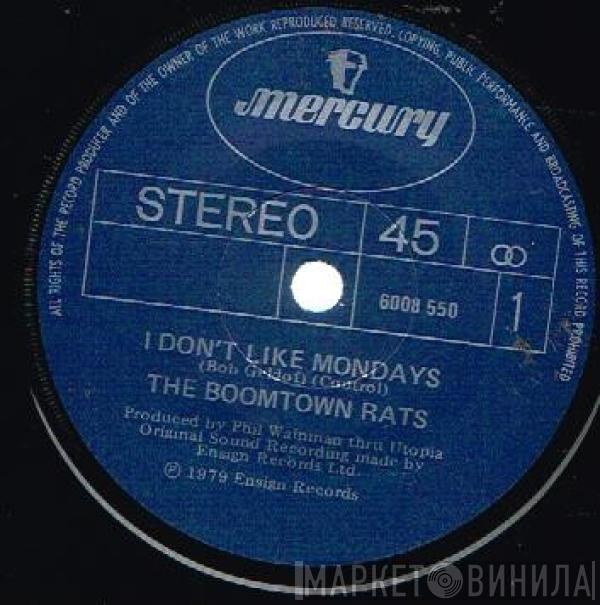 ALL RIGHTS OF THE RECORD PRODUCER AND OF THE OWNER OF THE WORK REPRODUCED RESERVED. COPYING, PUBLIC PERFORMANCE AND BROADCASTING OF THIS RECORD PROHIBITED
mercury
STEREO 45
6008 550 1
I DON'T LIKE MONDAYS
(Bob Geldof) (Control)
THE BOOMTOWN RATS
Produced by Phil Wainman thru Utopia
Original Sound Recording made by
Ensign Records Ltd.
℗ 1979 Ensign Records
МАРКЕТ ВИНИЛА